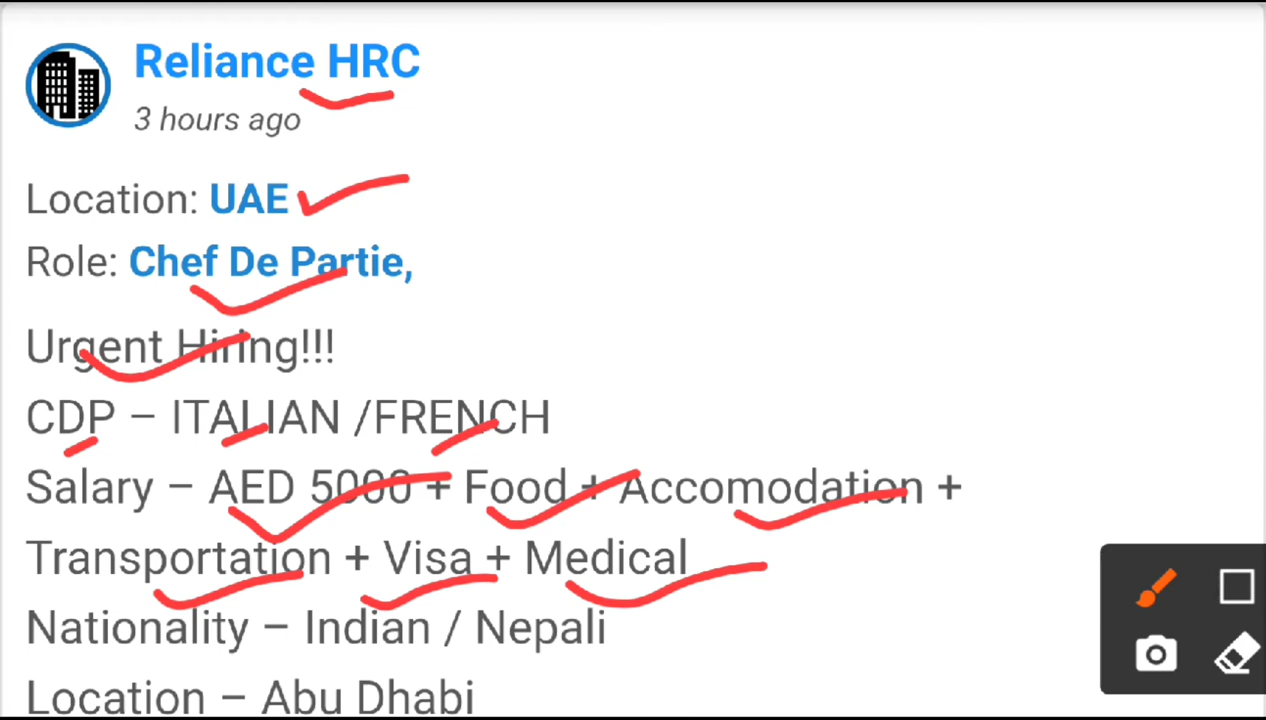 Reliance HRC
3 hours ago
Location: UAE
Role: Chef De Partie,
Urgent Hiring!!!
CDP – ITALIAN /FRENCH
Salary – AED 5000 + Food + Accomodation +
Transportation + Visa + Medical
Nationality – Indian / Nepali
Location – Abu Dhabi